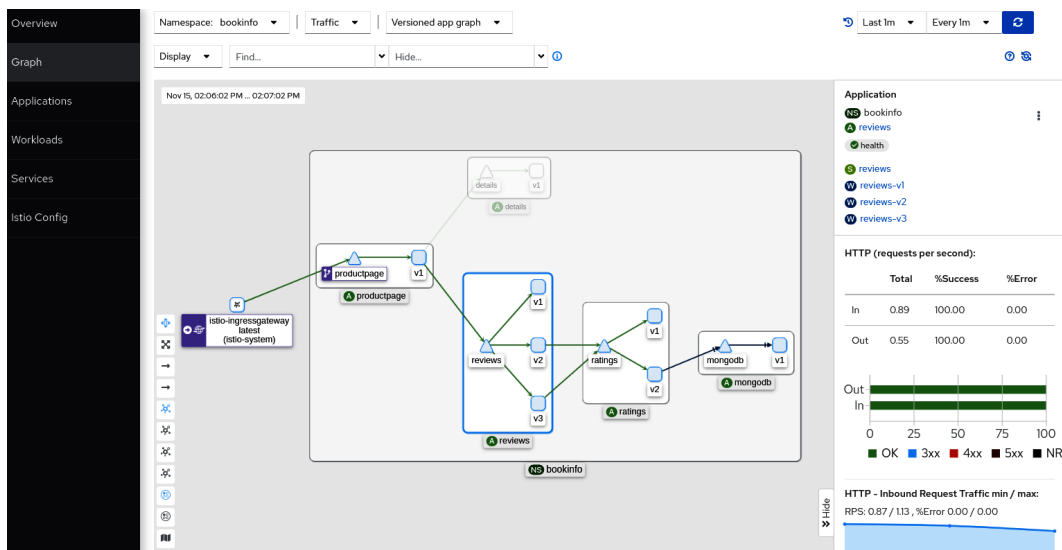 Overview
Graph
Applications
Workloads
Services
Istio Config
Namespace: bookinfo
Traffic
Versioned app graph
Last 1m
Every 1m
Display
Find...
Hide...
Nov 15, 02:06:02 PM ... 02:07:02 PM
details
v1
A details
productpage
v1
A productpage
istio-ingressgateway
latest
(istio-system)
v1
reviews
v2
v3
A reviews
v1
ratings
v2
A ratings
mongodb
v1
A mongodb
NS bookinfo
Hide
Application
NS bookinfo
A reviews
health
S reviews
W reviews-v1
W reviews-v2
W reviews-v3
HTTP (requests per second):
Total %Success %Error
In 0.89 100.00 0.00
Out 0.55 100.00 0.00
Out
In
0 25 50 75 100
OK 3xx 4xx 5xx NR
HTTP - Inbound Request Traffic min / max:
RPS: 0.87 / 1.13 , %Error 0.00 / 0.00